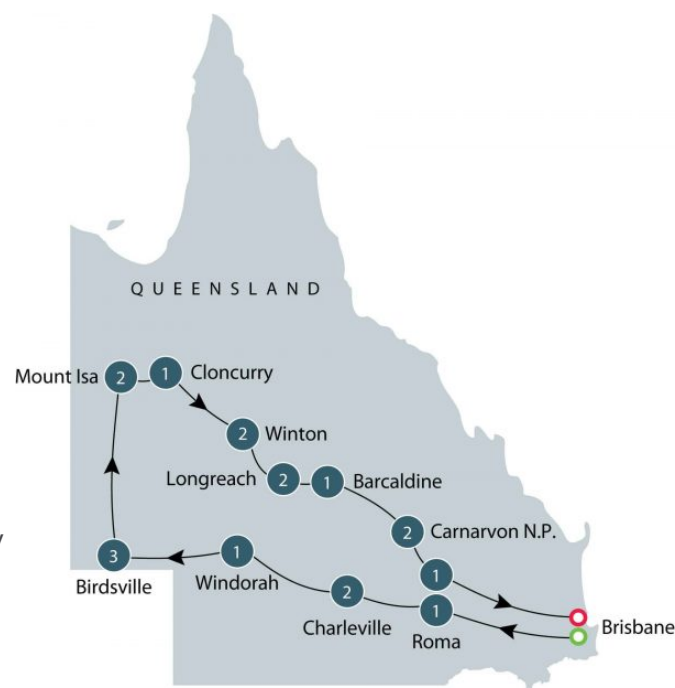 QUEENSLAND
Mount Isa 2 1 Cloncurry
2 Winton
Longreach 2 1 Barcaldine
2 Carnarvon N.P.
y
3 1
Birdsville Windorah
1
2 1
Charleville Roma
Brisbane